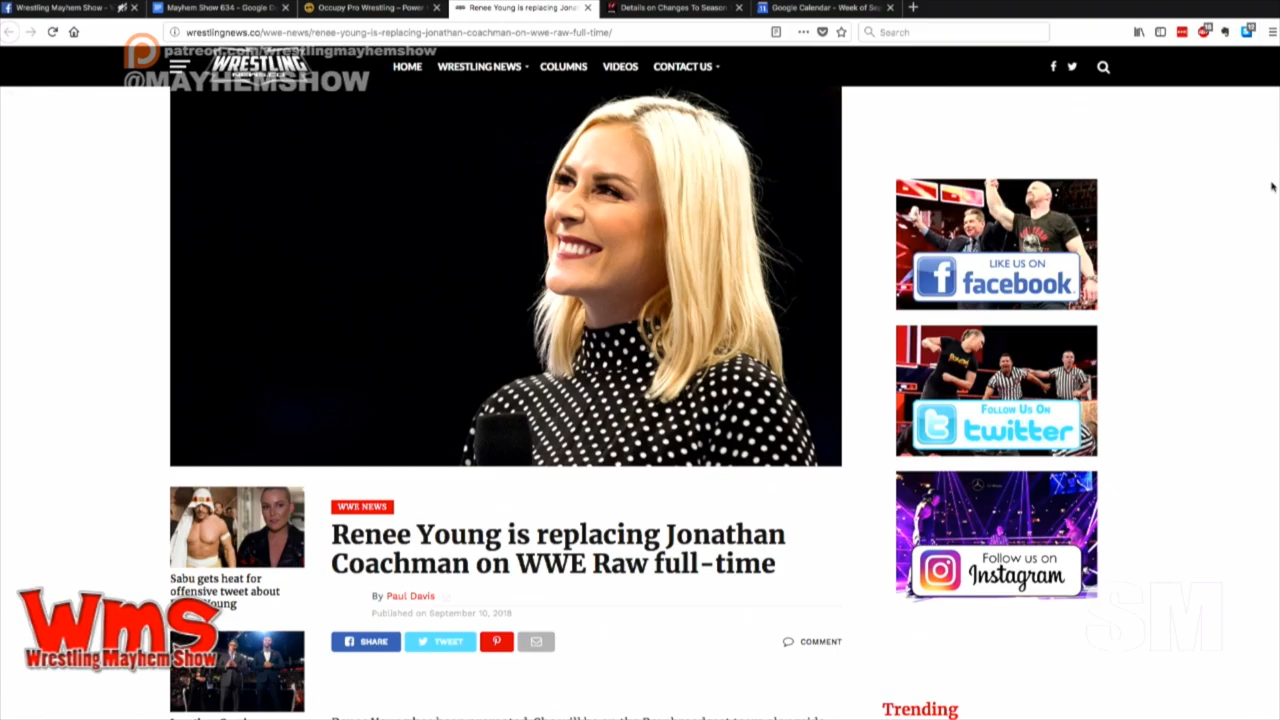 Wrestling Mayhem Show -
Mayhem Show 634 - Google D
Occupy Pro Wrestling – Power
Renee Young is replacing Jona
Details on Changes To Season
Google Calendar - Week of Se
wrestlingnews.co/wwe-news/renee-young-is-replacing-jonathan-coachman-on-wwe-raw-full-time/
Search
patreon.com/wrestlingmayhemshow
@MAYHEMSHOW
WRESTLING
NEWS.CO
HOME
WRESTLING NEWS
COLUMNS
VIDEOS
CONTACT US
LIKE US ON
facebook
Follow Us On
twitter
Follow us on
Instagram
WWE NEWS
Renee Young is replacing Jonathan
Coachman on WWE Raw full-time
By Paul Davis
Published on September 10, 2018
SHARE
TWEET
COMMENT
Sabu gets heat for
offensive tweet about
Young
wms
Wrestling Mayhem Show
SM
Trending